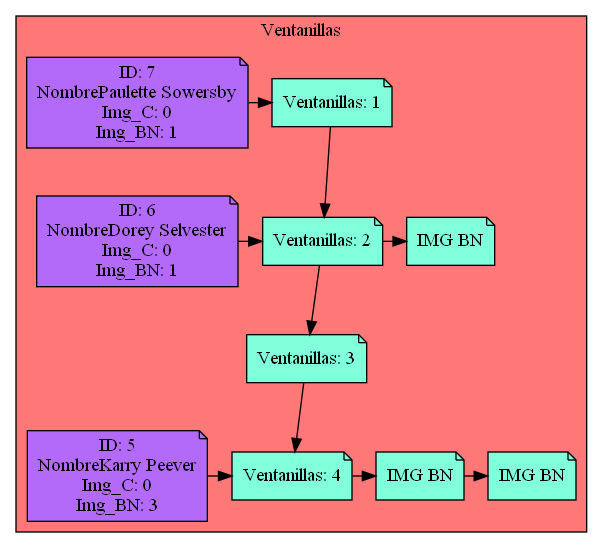 Ventanillas
ID: 7
NombrePaulette Sowersby
Img_C: 0
Img_BN: 1
Ventanillas: 1
ID: 6
NombreDorey Selvester
Img_C: 0
Img_BN: 1
Ventanillas: 2
IMG BN
Ventanillas: 3
ID: 5
NombreKarry Peever
Img_C: 0
Img_BN: 3
Ventanillas: 4
IMG BN
IMG BN